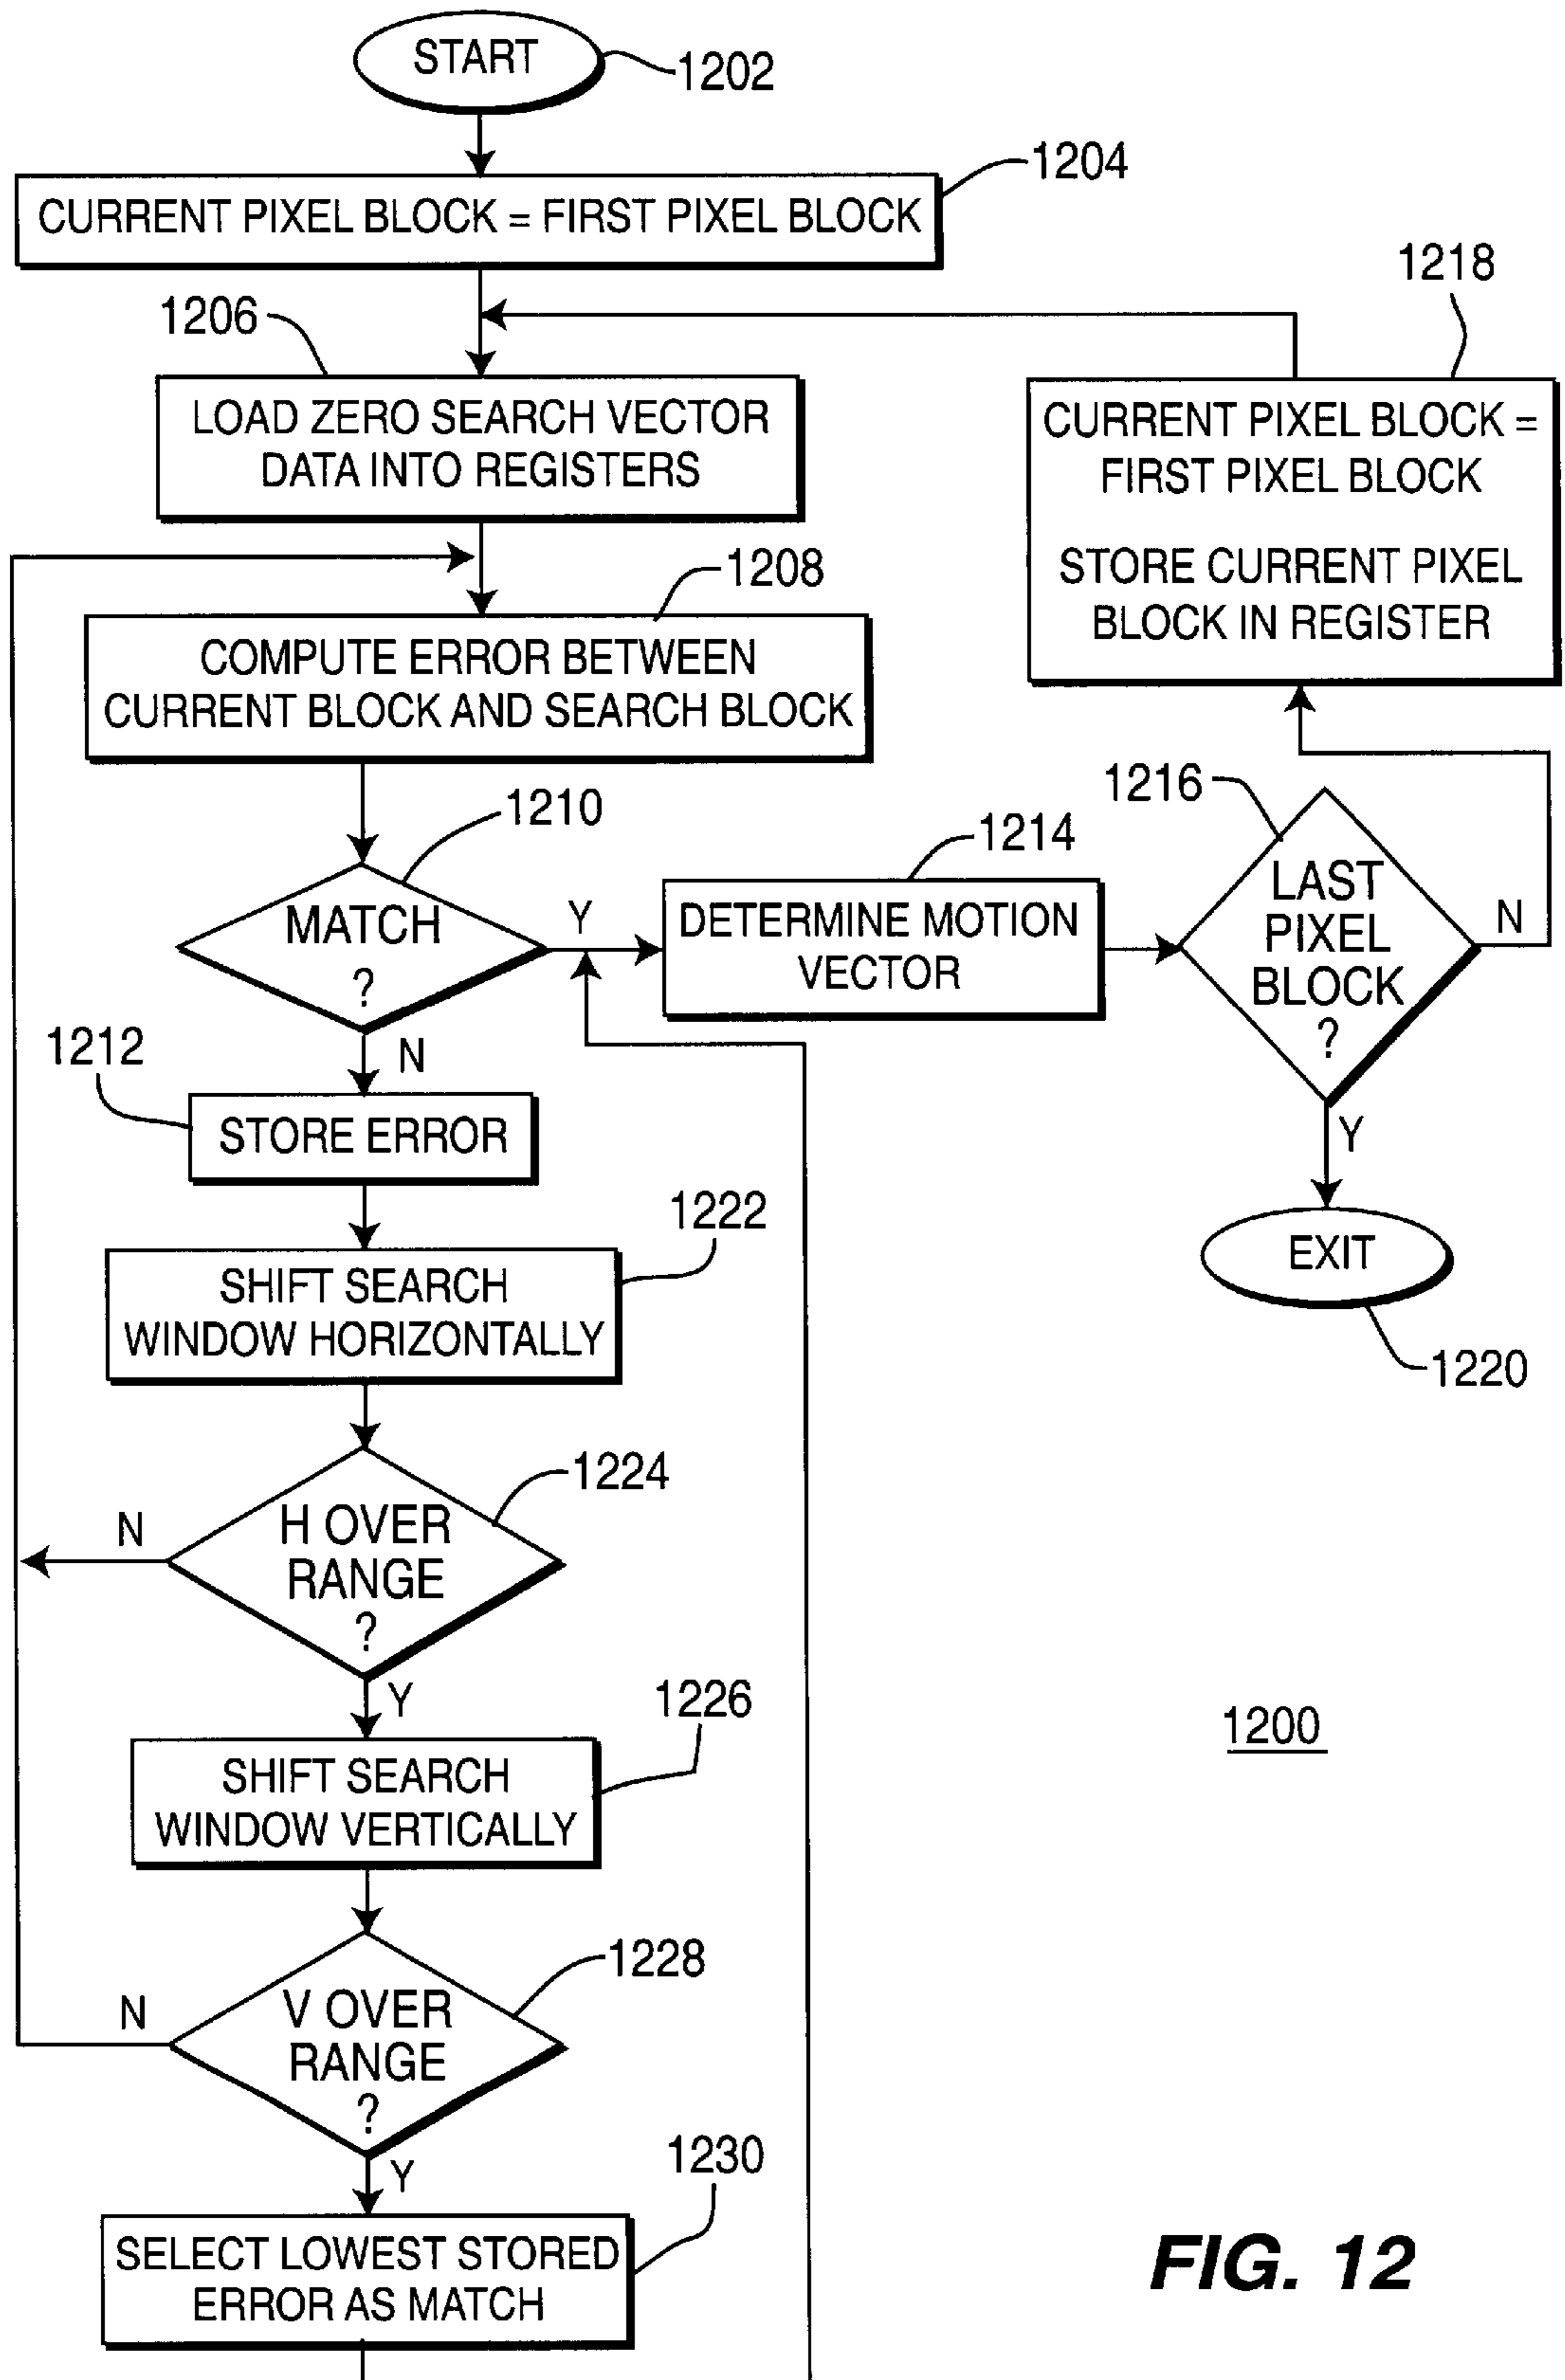 START
1202
1204
CURRENT PIXEL BLOCK = FIRST PIXEL BLOCK
1218
1206
LOAD ZERO SEARCH VECTOR
DATA INTO REGISTERS
CURRENT PIXEL BLOCK =
FIRST PIXEL BLOCK
STORE CURRENT PIXEL
BLOCK IN REGISTER
1208
COMPUTE ERROR BETWEEN
CURRENT BLOCK AND SEARCH BLOCK
1210
MATCH
?
Y
N
1214
DETERMINE MOTION
VECTOR
1216
LAST
PIXEL
BLOCK
?
N
Y
EXIT
1220
1212
STORE ERROR
1222
SHIFT SEARCH
WINDOW HORIZONTALLY
1224
H OVER
RANGE
?
N
Y
1226
SHIFT SEARCH
WINDOW VERTICALLY
1200
1228
V OVER
RANGE
?
N
Y
1230
SELECT LOWEST STORED
ERROR AS MATCH
FIG. 12